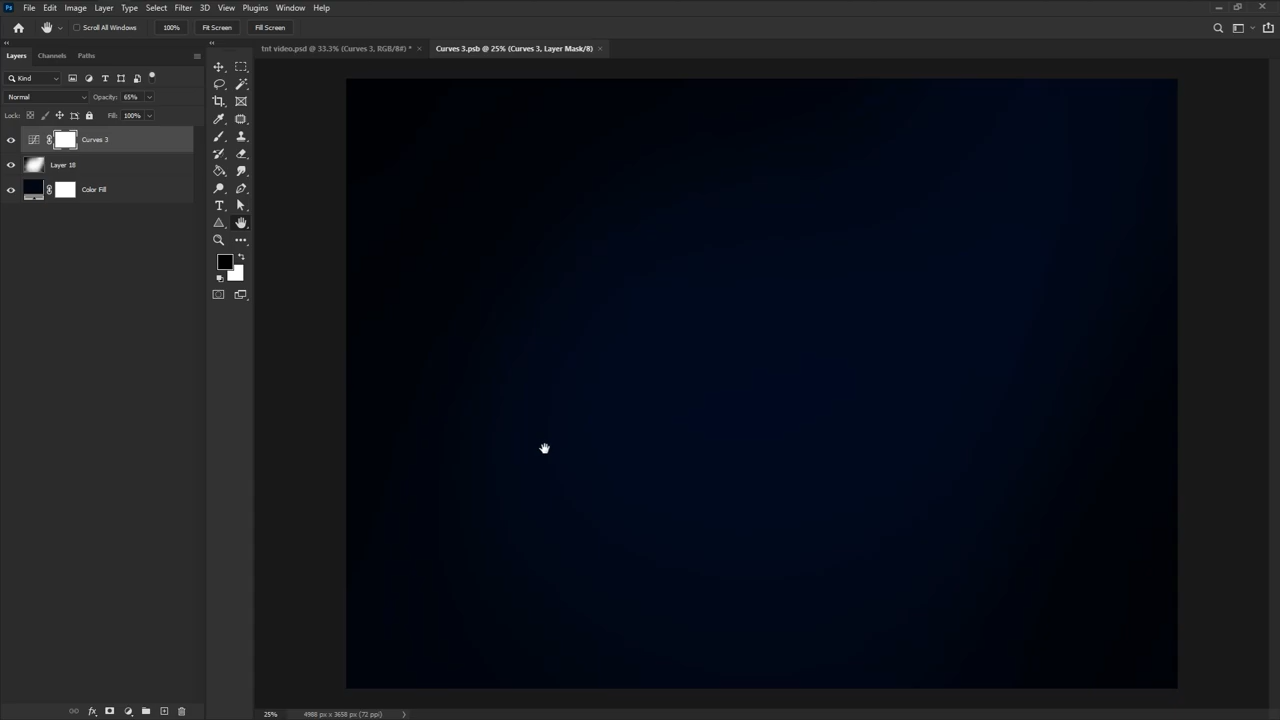 Ps File Edit Image Layer Type Select Filter 3D View Plugins Window Help
Scroll All Windows 100% Fit Screen Fill Screen
Layers Channels Paths
tnt video.psd @ 33.3% (Curves 3, RGB/8#) * × Curves 3.psb @ 25% (Curves 3, Layer Mask/8) ×
Kind
Normal Opacity: 65%
Lock: Fill: 100%
Curves 3
Layer 18
Color Fill
fx
25% 4988 px x 3658 px (72 ppi)